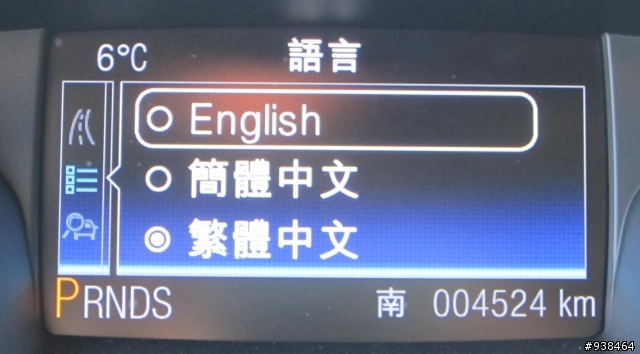 6°C 語言
English
簡體中文
繁體中文
PRNDS 南 004524 km
#938464